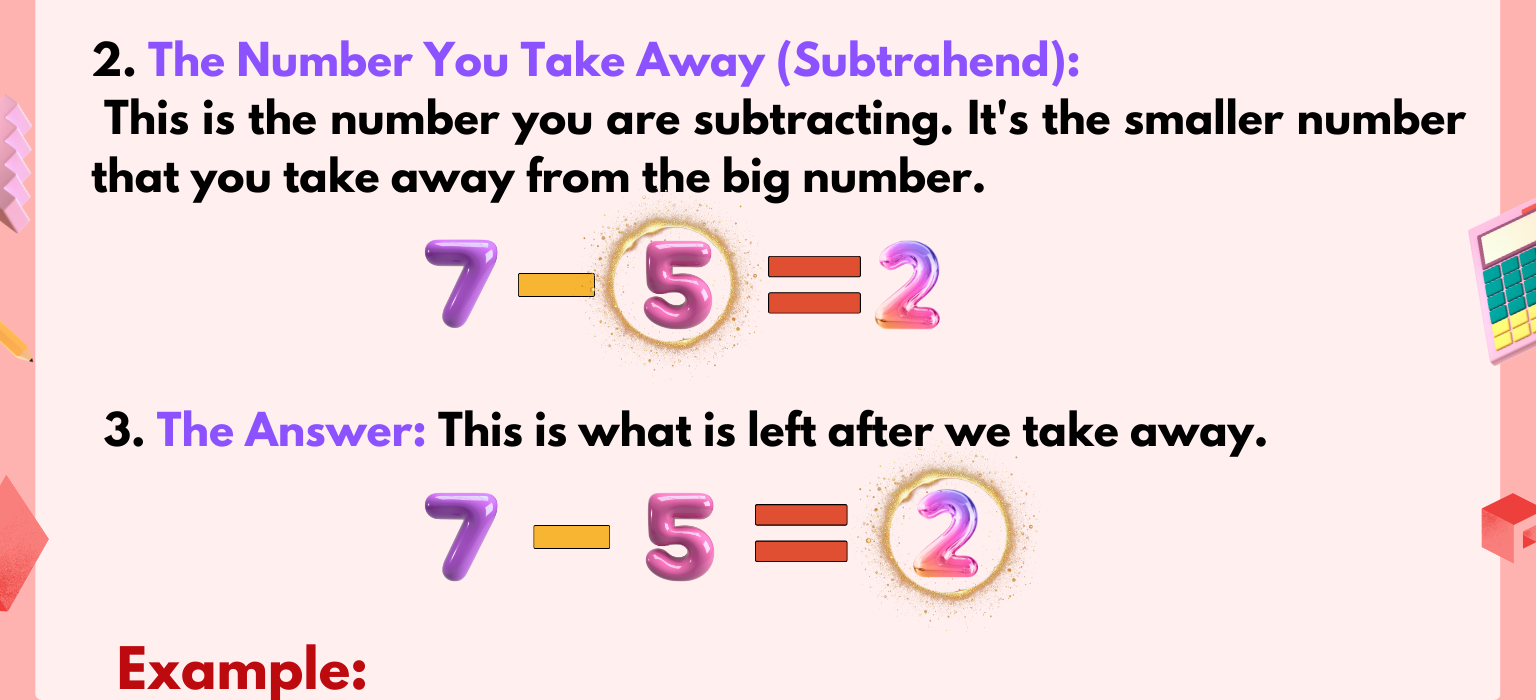 2. The Number You Take Away (Subtrahend):
This is the number you are subtracting. It's the smaller number
that you take away from the big number.
7 - 5 = 2
3. The Answer: This is what is left after we take away.
7 - 5 = 2
Example: